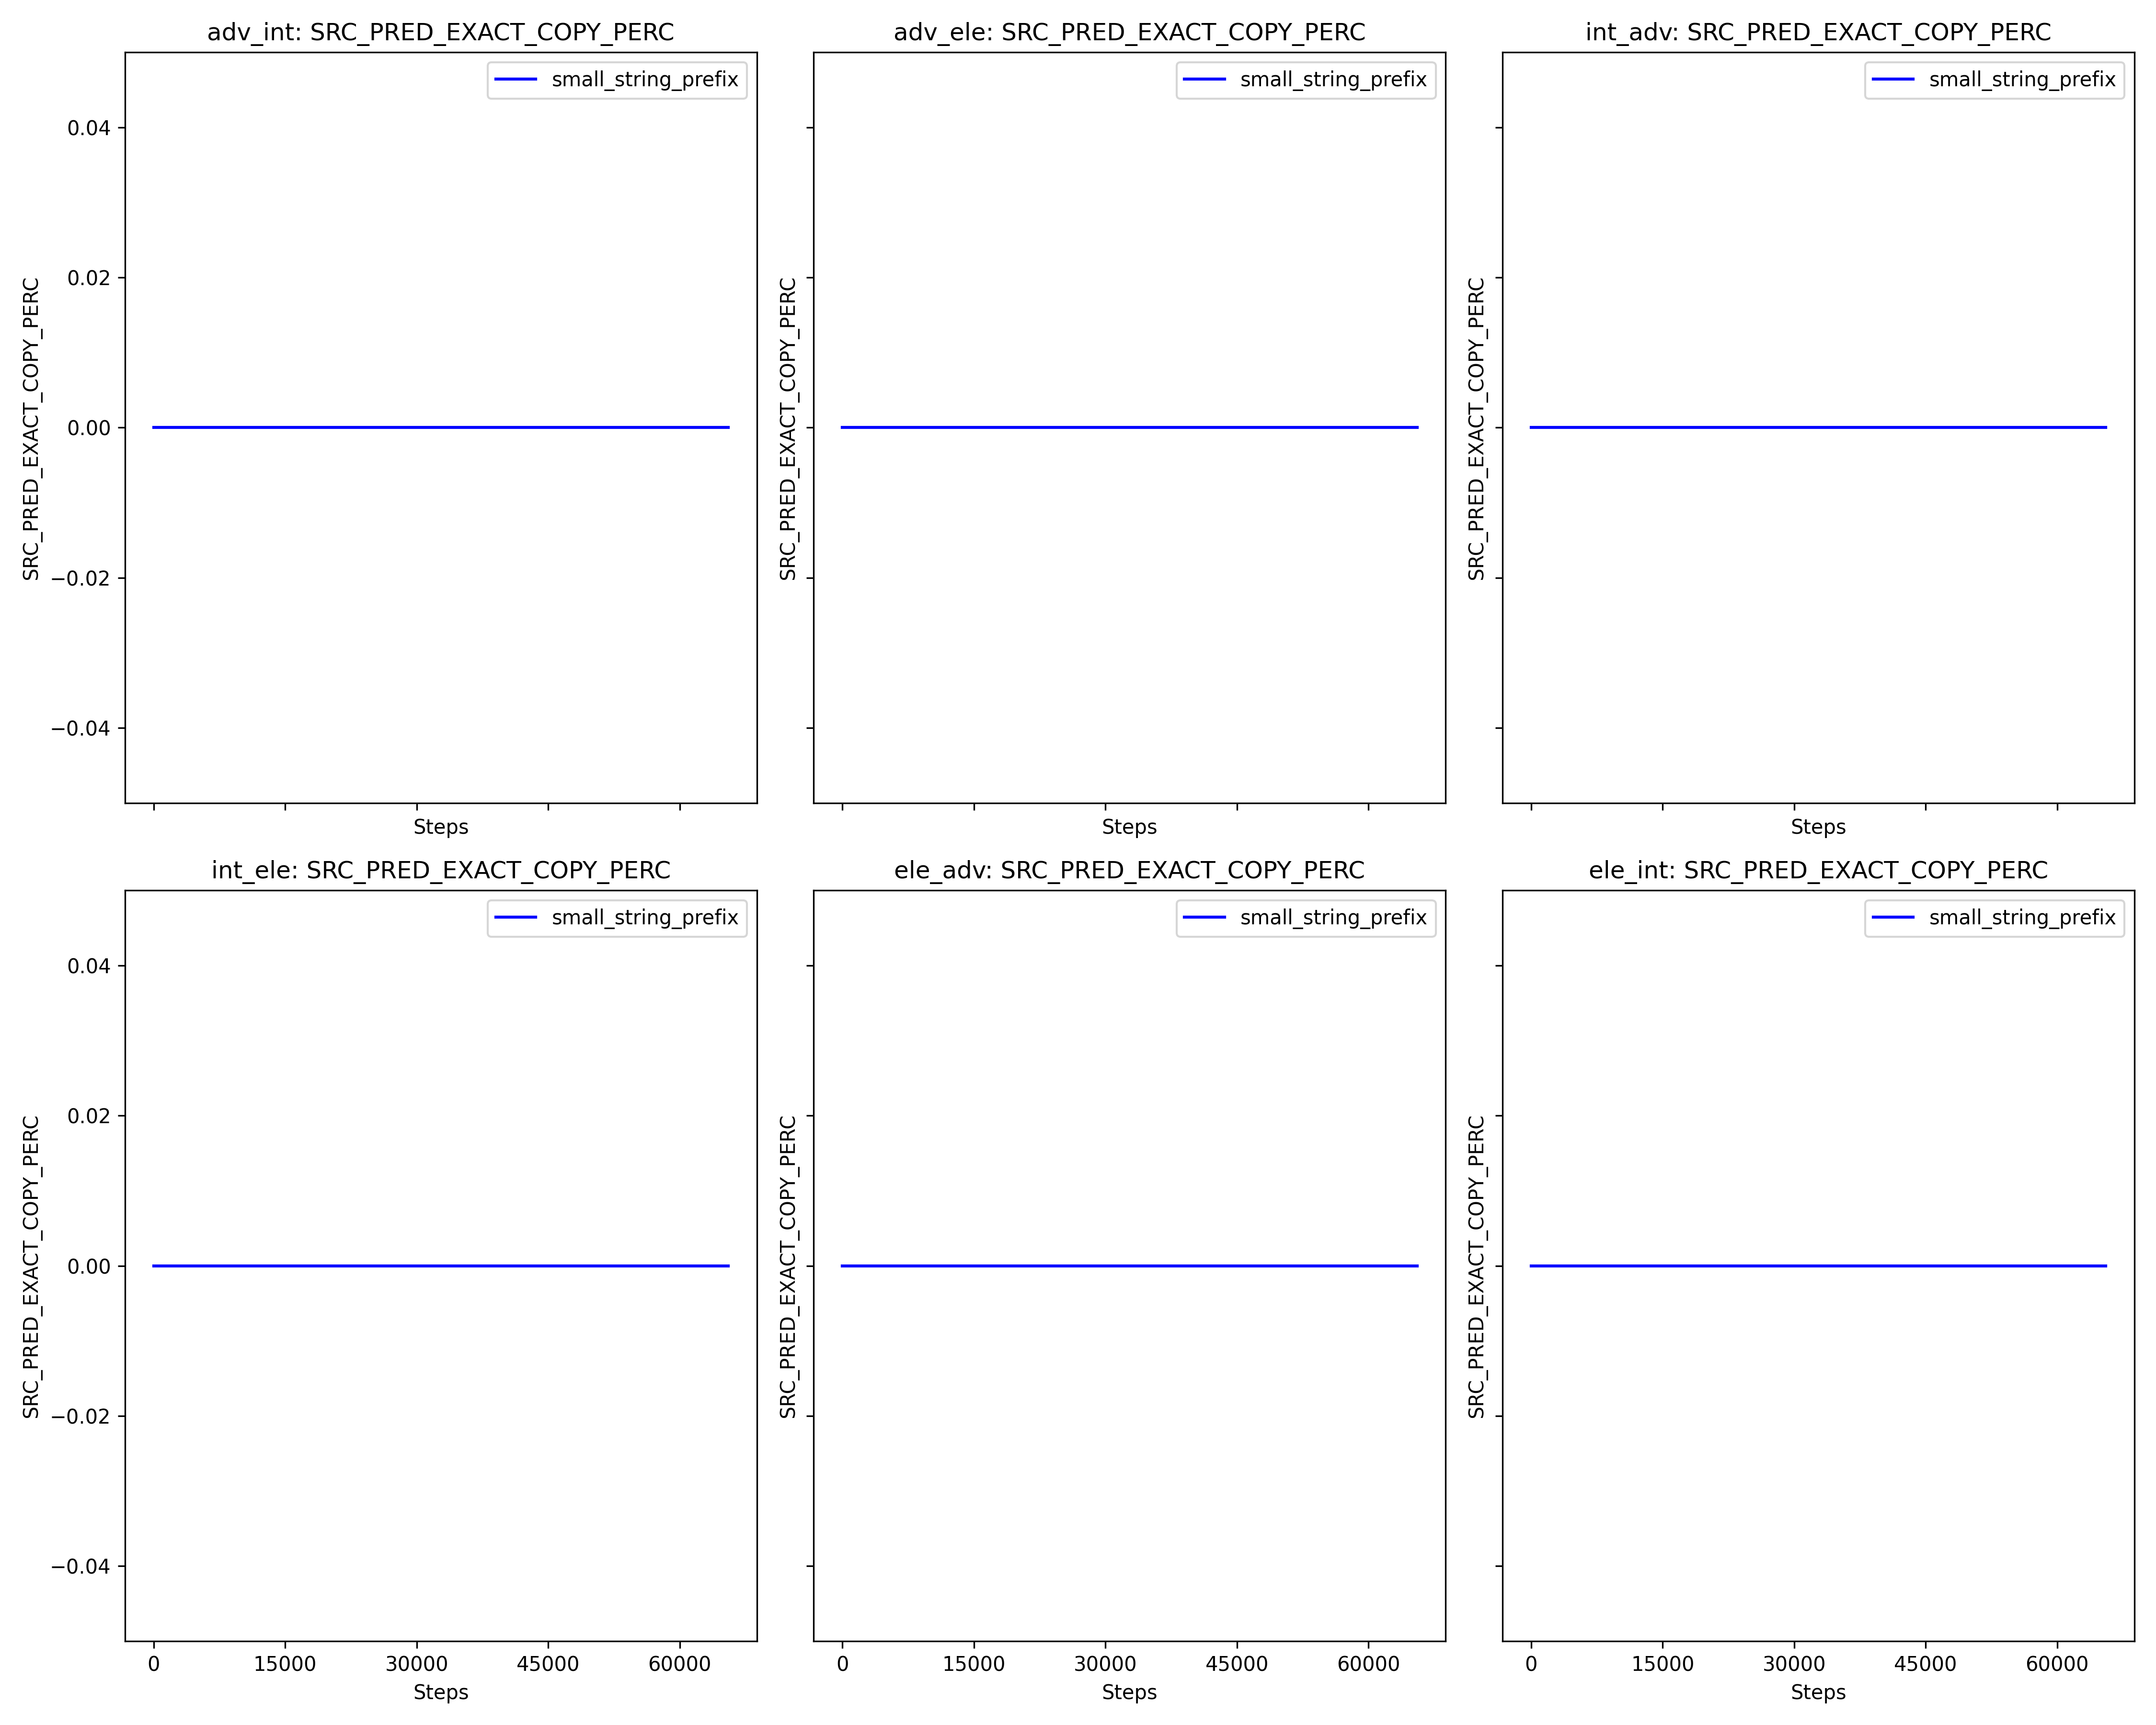 adv_int: SRC_PRED_EXACT_COPY_PERC
adv_ele: SRC_PRED_EXACT_COPY_PERC
int_adv: SRC_PRED_EXACT_COPY_PERC
small_string_prefix
small_string_prefix
small_string_prefix
SRC_PRED_EXACT_COPY_PERC
0.04
0.02
0.00
−0.02
−0.04
SRC_PRED_EXACT_COPY_PERC
SRC_PRED_EXACT_COPY_PERC
Steps
Steps
Steps
int_ele: SRC_PRED_EXACT_COPY_PERC
ele_adv: SRC_PRED_EXACT_COPY_PERC
ele_int: SRC_PRED_EXACT_COPY_PERC
small_string_prefix
small_string_prefix
small_string_prefix
SRC_PRED_EXACT_COPY_PERC
0.04
0.02
0.00
−0.02
−0.04
SRC_PRED_EXACT_COPY_PERC
SRC_PRED_EXACT_COPY_PERC
0 15000 30000 45000 60000
0 15000 30000 45000 60000
0 15000 30000 45000 60000
Steps
Steps
Steps